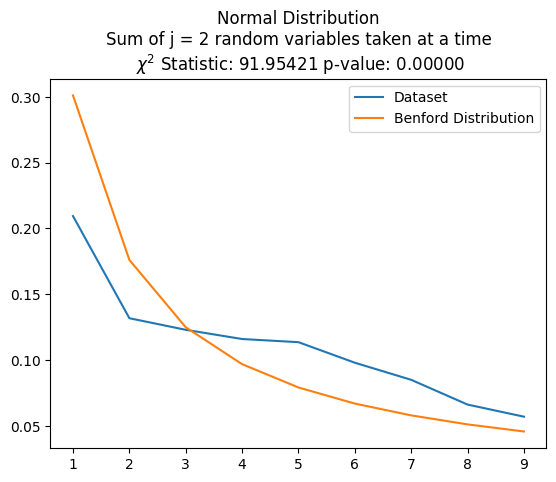 Normal Distribution
Sum of j = 2 random variables taken at a time
χ² Statistic: 91.95421 p-value: 0.00000
Dataset
Benford Distribution
0.30
0.25
0.20
0.15
0.10
0.05
1 2 3 4 5 6 7 8 9